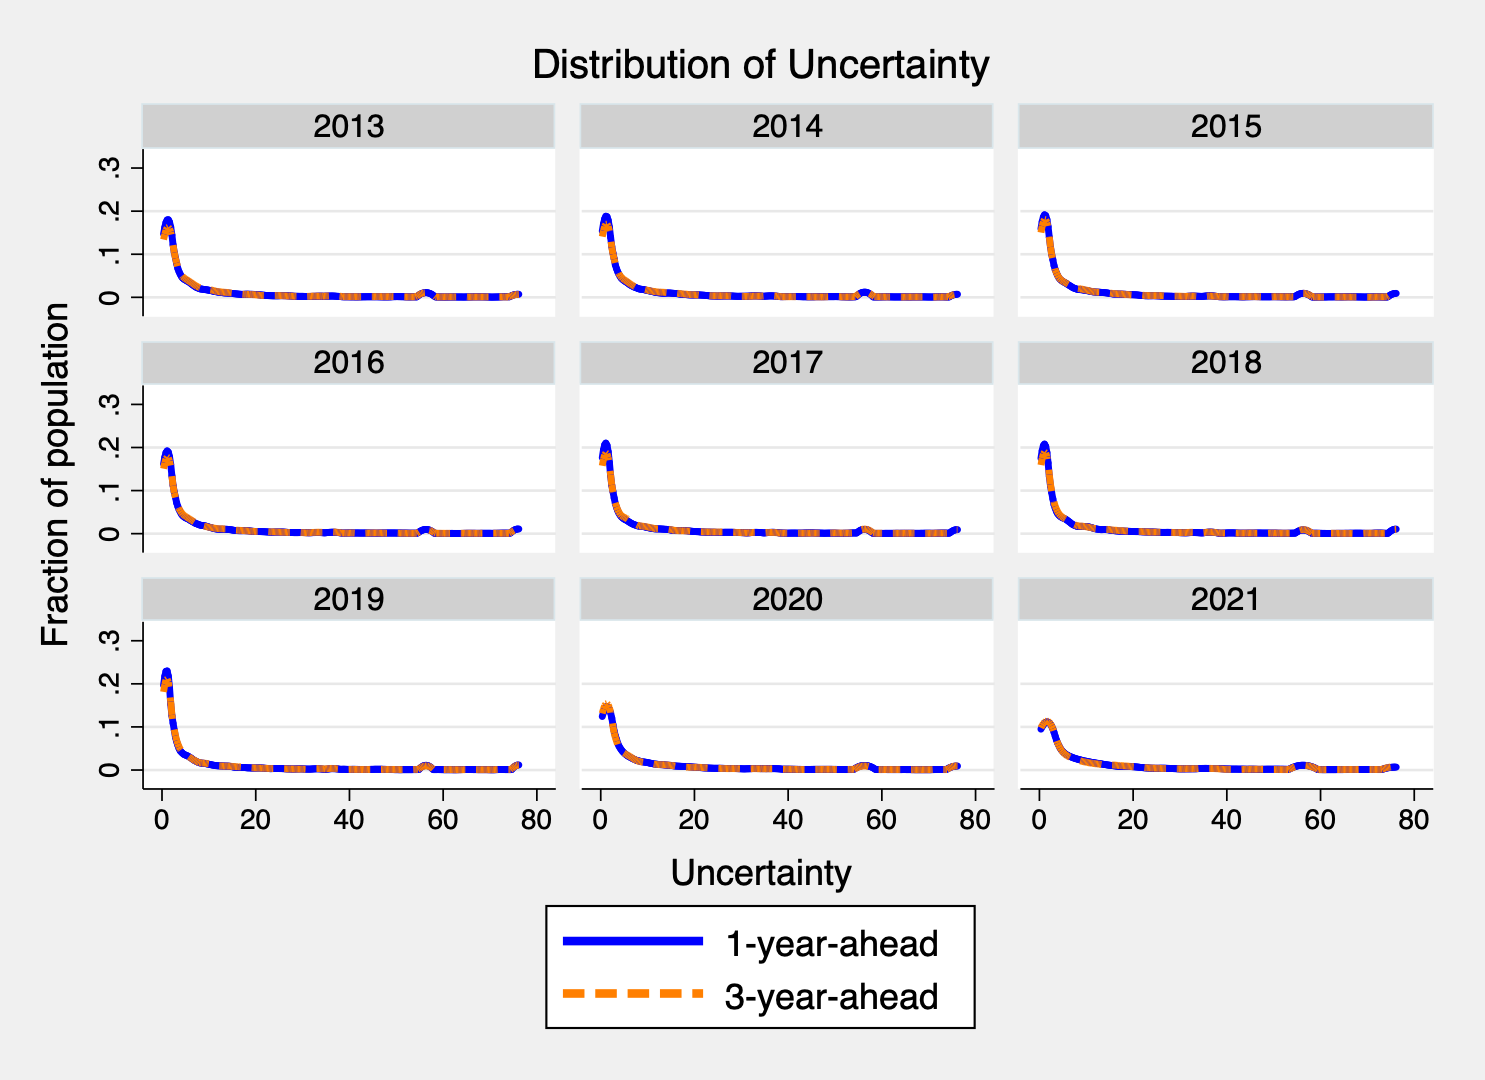 Distribution of Uncertainty
2013 2014 2015
.3
.2
.1
0
2016 2017 2018
.3
.2
.1
0
2019 2020 2021
.3
.2
.1
0
Fraction of population
0 20 40 60 80 0 20 40 60 80 0 20 40 60 80
Uncertainty
1-year-ahead
3-year-ahead